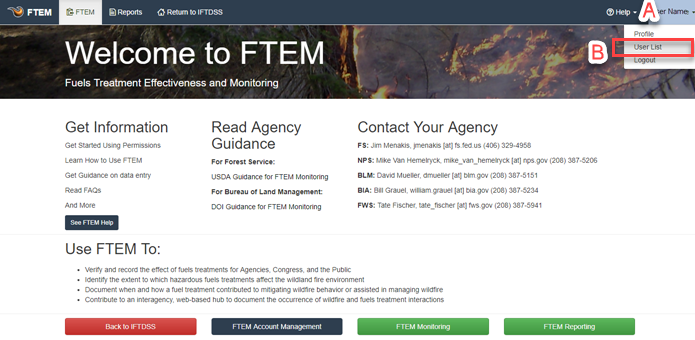 FTEM FTEM Reports Return to IFTDSS Help A er Name
Profile
B User List
Logout
Welcome to FTEM
Fuels Treatment Effectiveness and Monitoring
Get Information
Get Started Using Permissions
Learn How to Use FTEM
Get Guidance on data entry
Read FAQs
And More
See FTEM Help
Read Agency
Guidance
For Forest Service:
USDA Guidance for FTEM Monitoring
For Bureau of Land Management:
DOI Guidance for FTEM Monitoring
Contact Your Agency
FS: Jim Menakis, jmenakis [at] fs.fed.us (406) 329-4958
NPS: Mike Van Hemelryck, mike_van_hemelryck [at] nps.gov (208) 387-5206
BLM: David Mueller, dmueller [at] blm.gov (208) 387-5151
BIA: Bill Grauel, william.grauel [at] bia.gov (208) 387-5234
FWS: Tate Fischer, tate_fischer [at] fws.gov (208) 387-5941
Use FTEM To:
• Verify and record the effect of fuels treatments for Agencies, Congress, and the Public
• Identify the extent to which hazardous fuels treatments affect the wildland fire environment
• Document when and how a fuel treatment contributed to mitigating wildfire behavior or assisted in managing wildfire
• Contribute to an interagency, web-based hub to document the occurrence of wildfire and fuels treatment interactions
Back to IFTDSS FTEM Account Management FTEM Monitoring FTEM Reporting